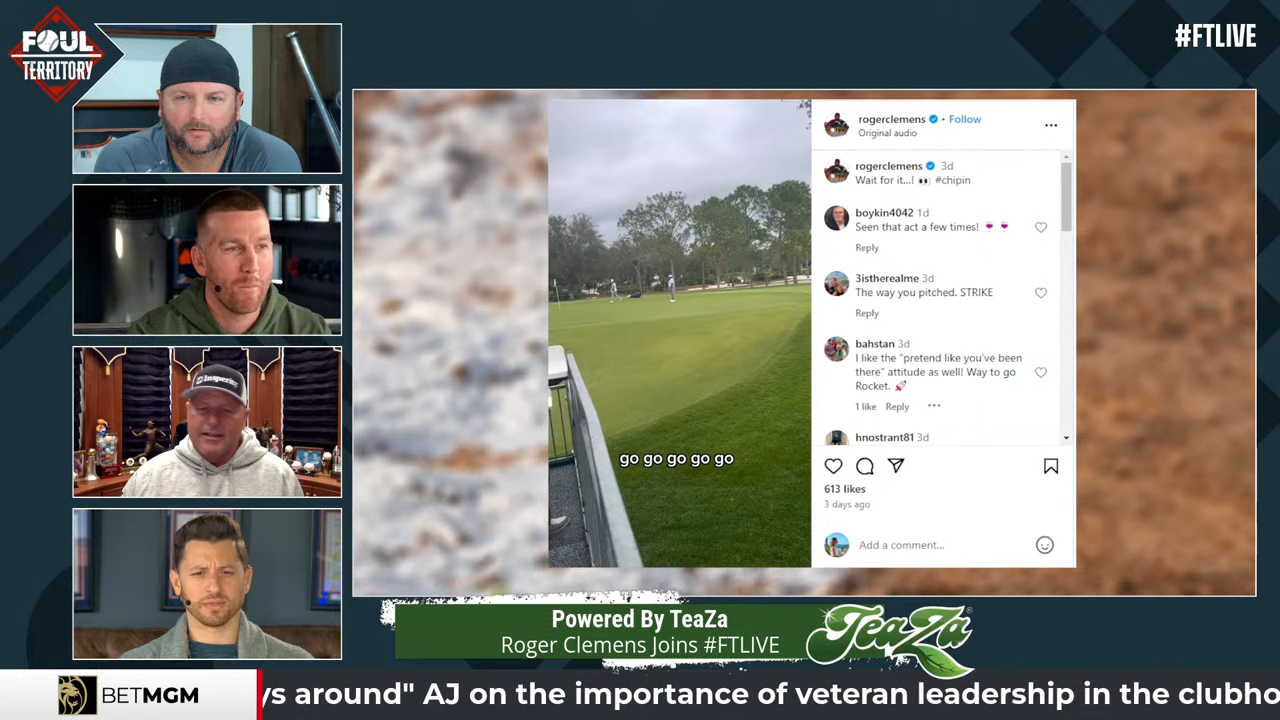 FOUL
TERRITORY
#FTLIVE
rogerclemens • Follow
Original audio
rogerclemens 3d
Wait for it...! 👀 #chipin
boykin4042 1d
Seen that act a few times! 🍷 🍷
Reply
3istherealme 3d
The way you pitched. STRIKE
Reply
bahstan 3d
I like the "pretend like you've been
there" attitude as well! Way to go
Rocket. 🚀
1 like Reply
hnostrant81 3d
613 likes
3 days ago
Add a comment...
go go go go go
Insperity
Powered By TeaZa
Roger Clemens Joins #FTLIVE
TeaZa®
BETMGM
ys around" AJ on the importance of veteran leadership in the clubho